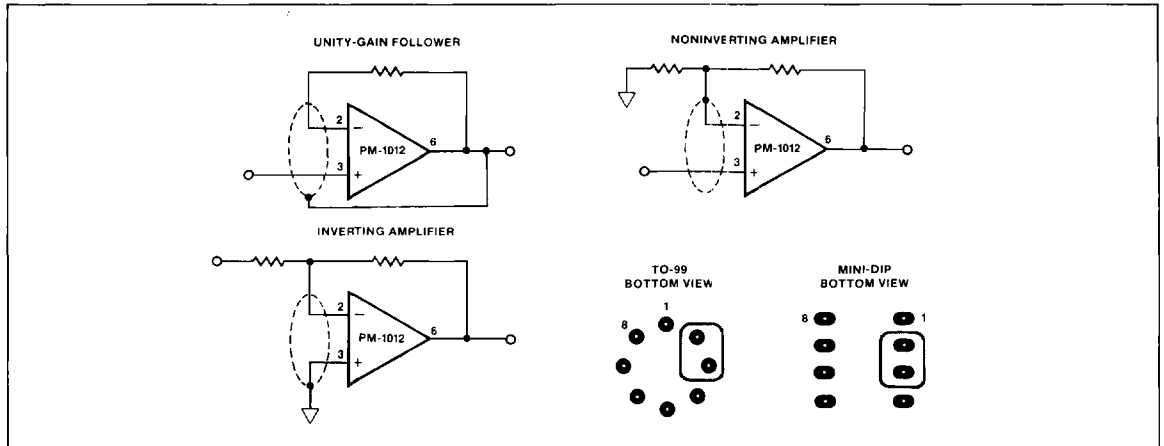 UNITY-GAIN FOLLOWER
2
−
PM-1012
6
3
+
NONINVERTING AMPLIFIER
2
−
PM-1012
6
3
+
INVERTING AMPLIFIER
2
−
PM-1012
6
3
+
TO-99
BOTTOM VIEW
1
8
MINI-DIP
BOTTOM VIEW
8
1